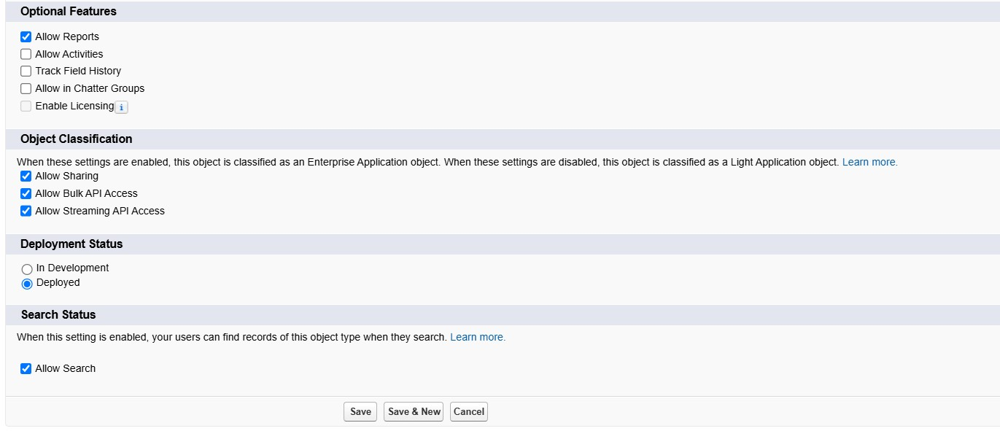 Optional Features
Allow Reports
Allow Activities
Track Field History
Allow in Chatter Groups
Enable Licensing i
Object Classification
When these settings are enabled, this object is classified as an Enterprise Application object. When these settings are disabled, this object is classified as a Light Application object. Learn more.
Allow Sharing
Allow Bulk API Access
Allow Streaming API Access
Deployment Status
In Development
Deployed
Search Status
When this setting is enabled, your users can find records of this object type when they search. Learn more.
Allow Search
Save Save & New Cancel